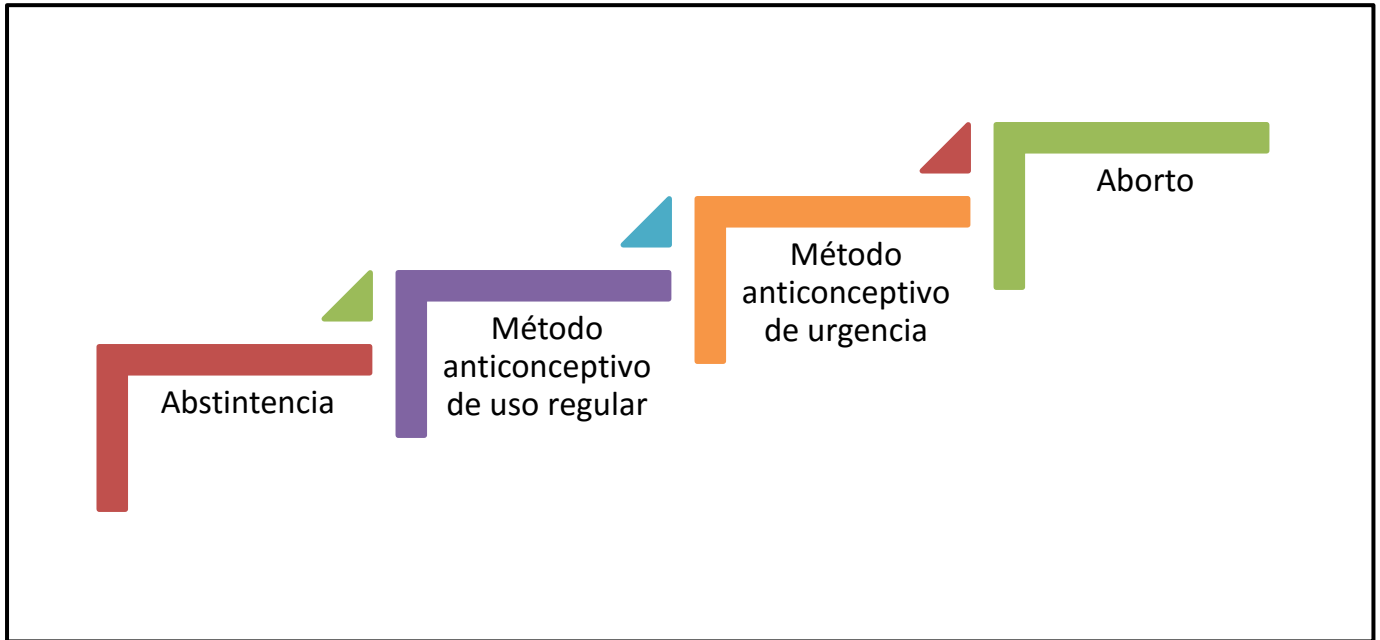 Abstintencia
Método
anticonceptivo
de uso regular
Método
anticonceptivo
de urgencia
Aborto